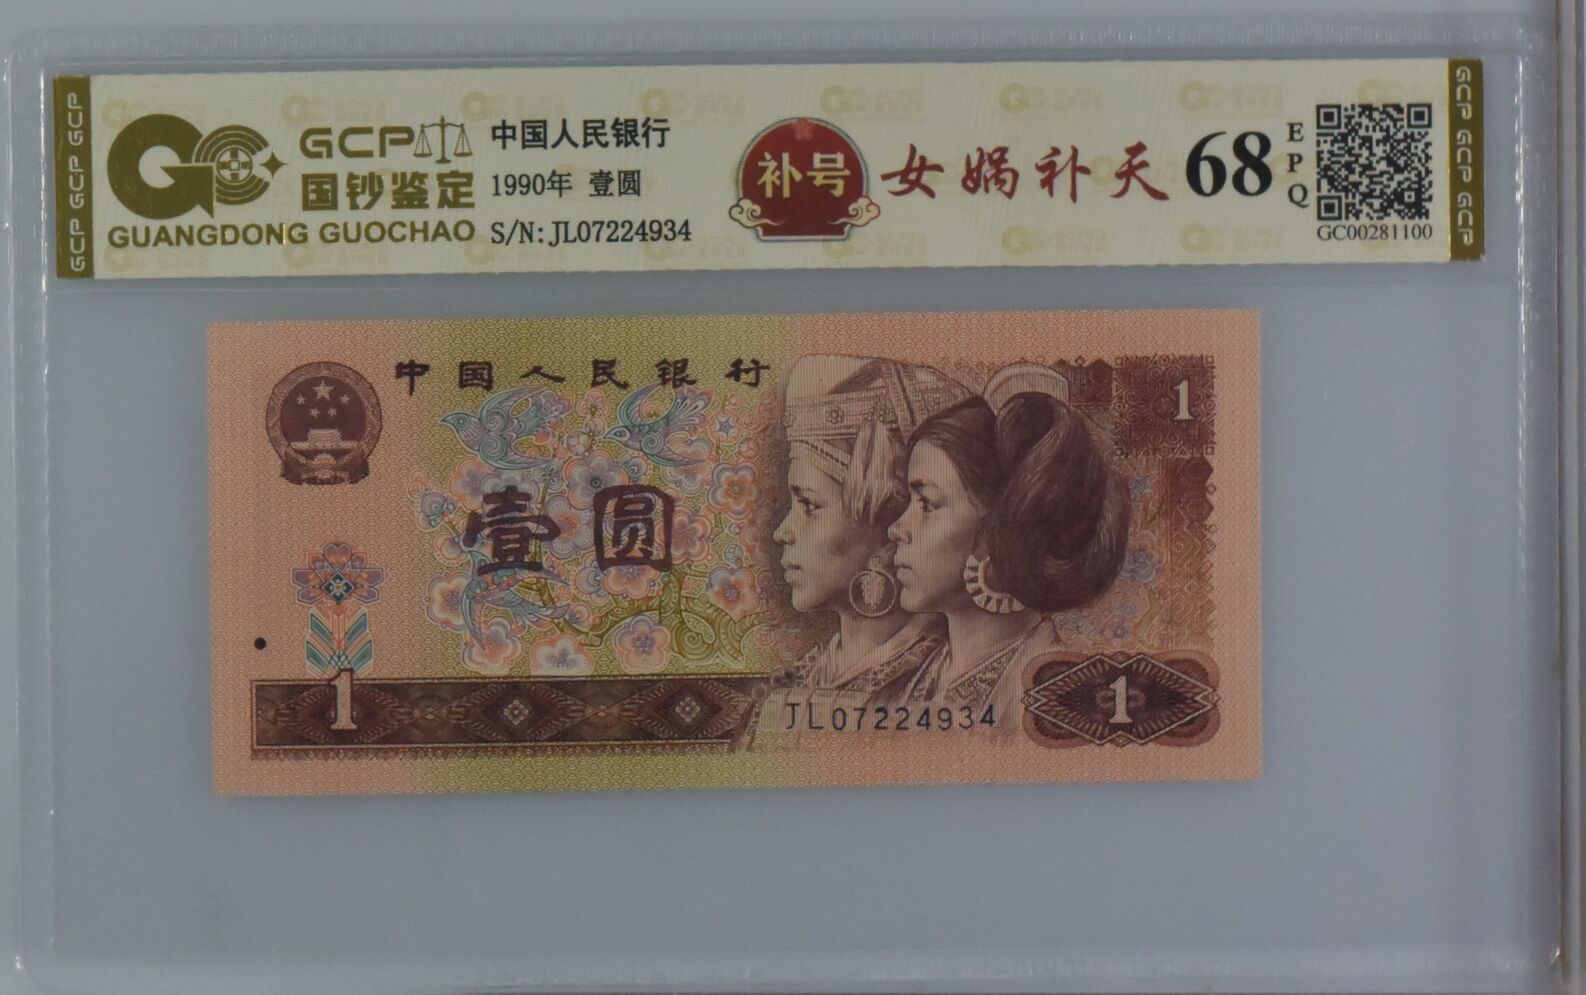 GCP GCP GCP
GCP
国钞鉴定
GUANGDONG GUOCHAO
中国人民银行
1990年 壹圆
S/N:JL07224934
补号
女娲补天
68
EPQ
GC00281100
GCP GCP GCP
中国人民银行
1
壹圆
1
JL07224934
1